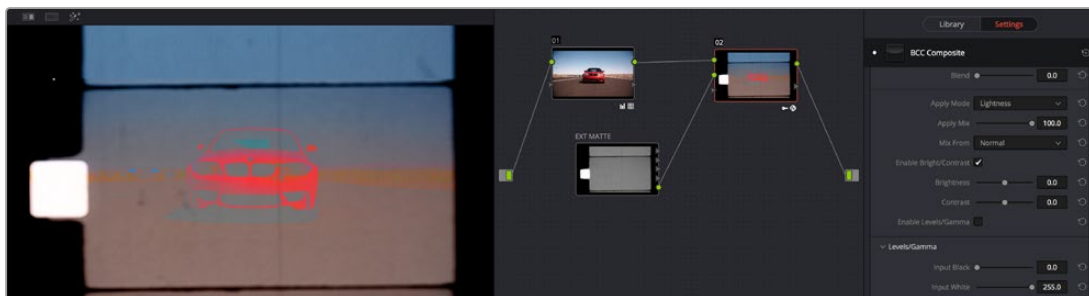 01
02
EXT MATTE
Library Settings
BCC Composite
Blend 0.0
Apply Mode Lightness
Apply Mix 100.0
Mix From Normal
Enable Bright/Contrast
Brightness 0.0
Contrast 0.0
Enable Levels/Gamma
Levels/Gamma
Input Black 0.0
Input White 255.0